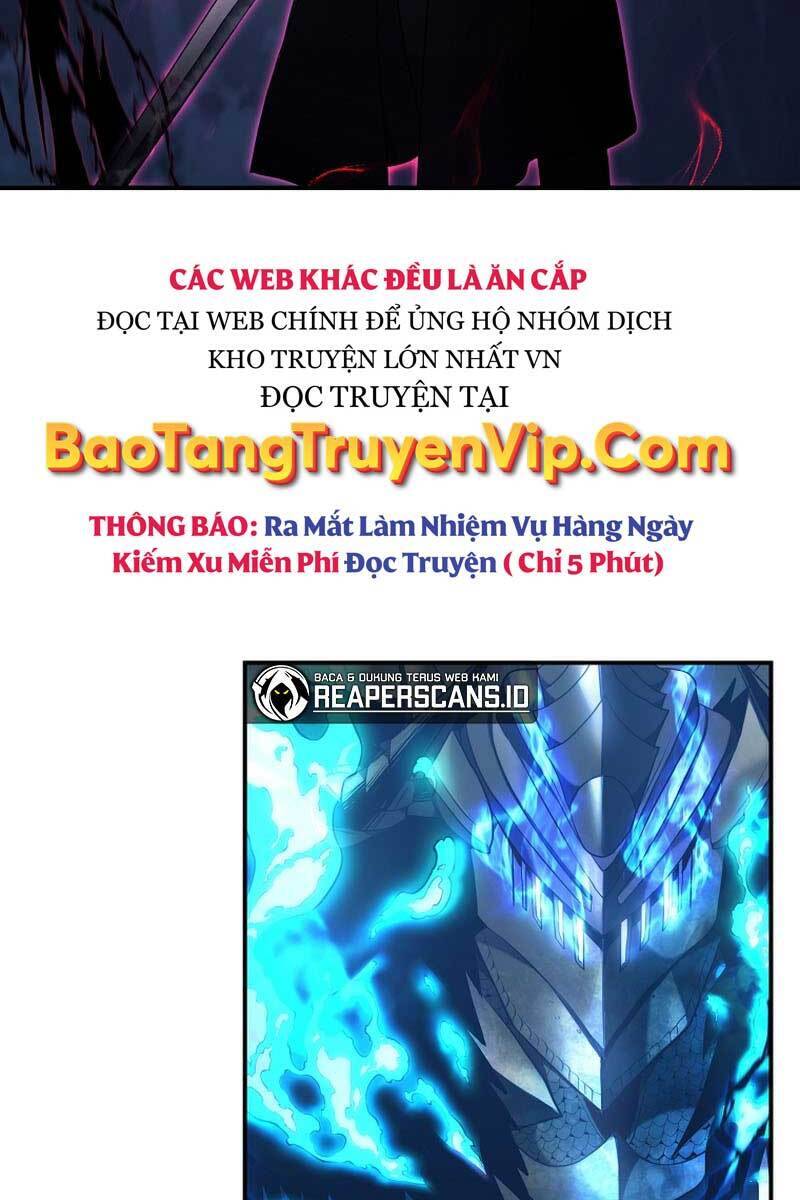 CÁC WEB KHÁC ĐỀU LÀ ĂN CẮP
ĐỌC TẠI WEB CHÍNH ĐỂ ỦNG HỘ NHÓM DỊCH
KHO TRUYỆN LỚN NHẤT VN
ĐỌC TRUYỆN TẠI
BaoTangTruyenVip.Com
THÔNG BÁO: Ra Mắt Làm Nhiệm Vụ Hàng Ngày
Kiếm Xu Miễn Phí Đọc Truyện ( Chỉ 5 Phút)
BACA & DUKUNG TERUS WEB KAMI
REAPERSCANS.ID